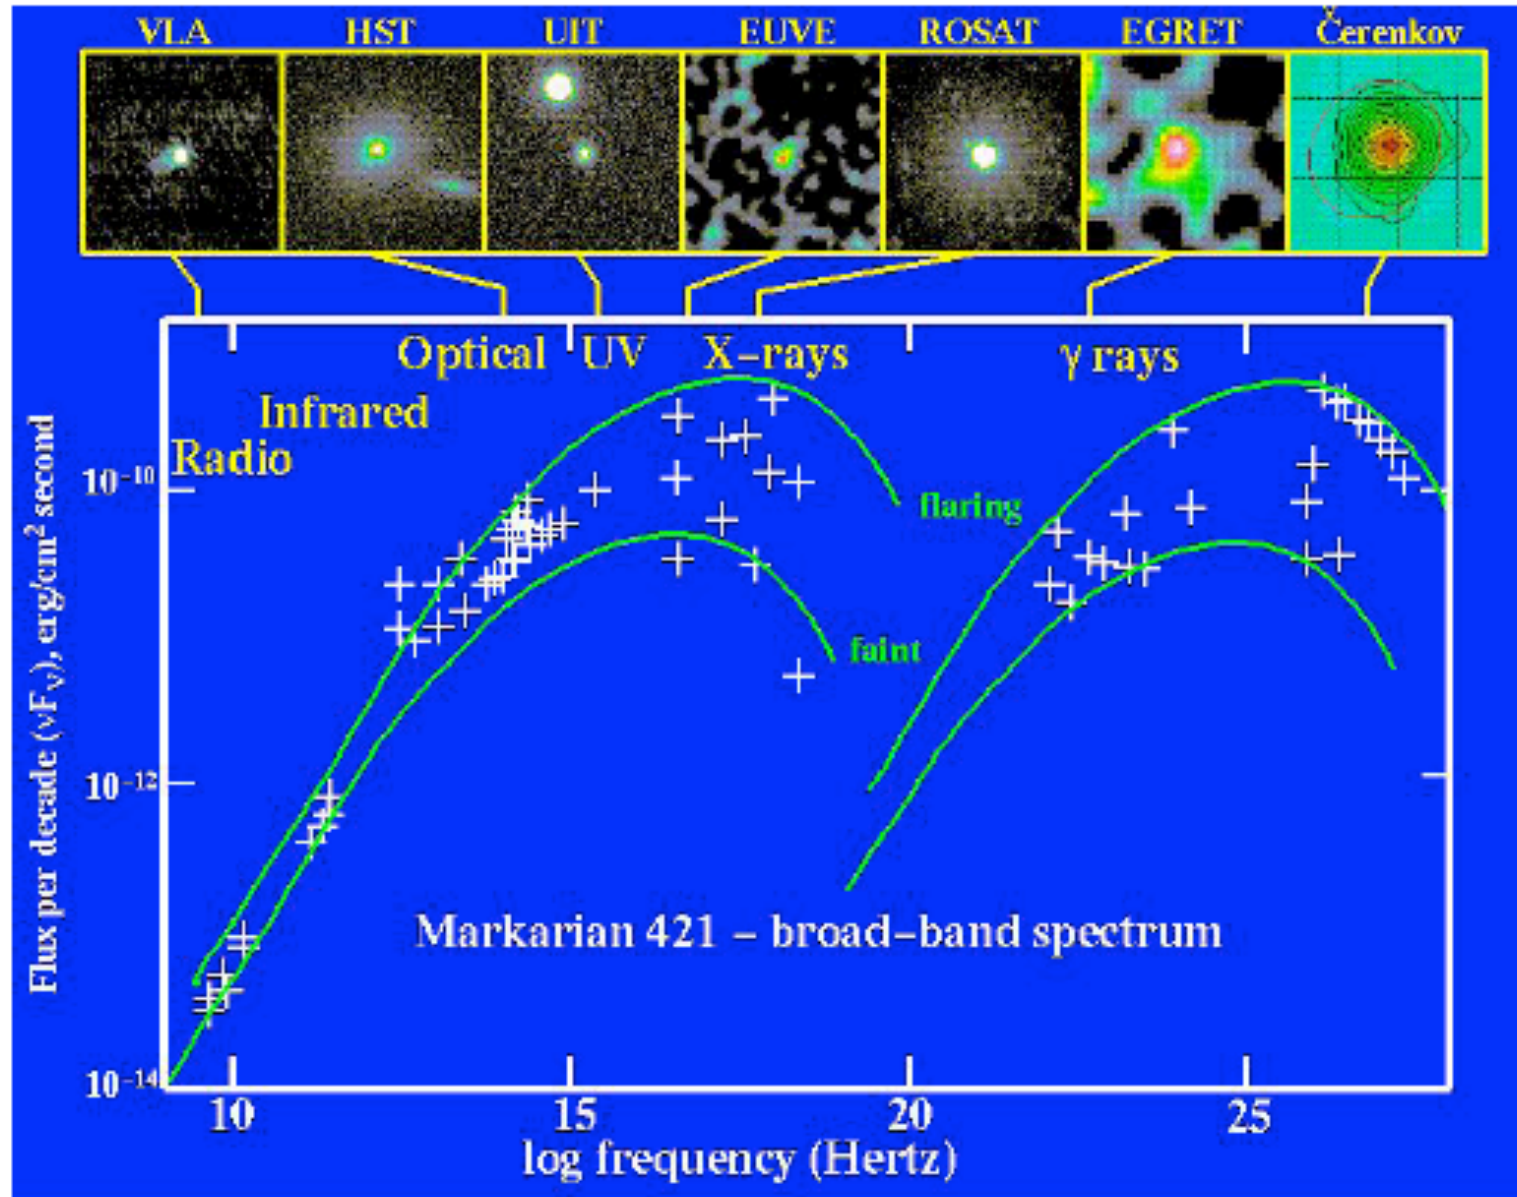 VLA HST UIT EUVE ROSAT EGRET Čerenkov
Optical UV X-rays γ rays
Infrared
Radio
10⁻¹⁰
flaring
faint
10⁻¹²
Markarian 421 - broad-band spectrum
10⁻¹⁴
10 15 20 25
log frequency (Hertz)
Flux per decade (νFᵥ), erg/cm² second